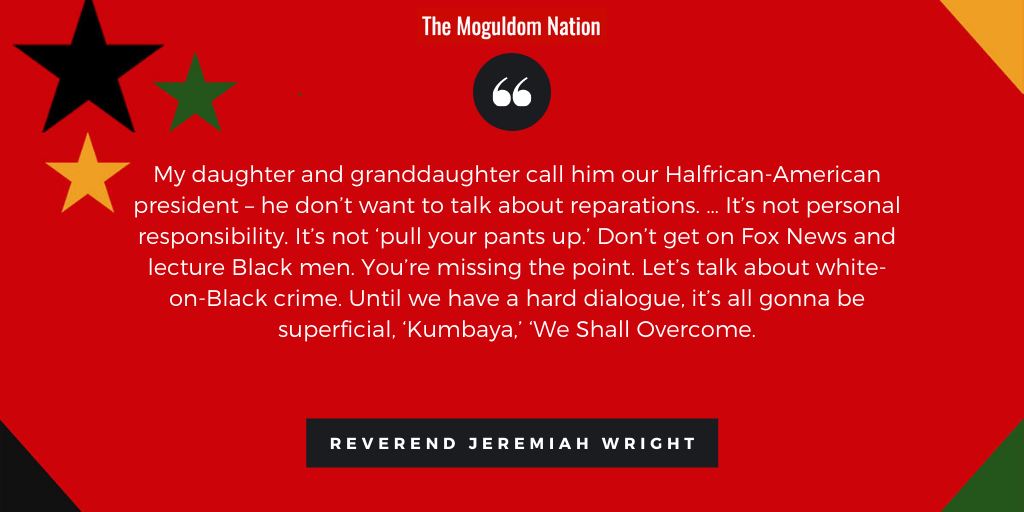 The Moguldom Nation
“
My daughter and granddaughter call him our Halfrican-American
president – he don’t want to talk about reparations. ... It’s not personal
responsibility. It’s not ‘pull your pants up.’ Don’t get on Fox News and
lecture Black men. You’re missing the point. Let’s talk about white-
on-Black crime. Until we have a hard dialogue, it’s all gonna be
superficial, ‘Kumbaya,’ ‘We Shall Overcome.
REVEREND JEREMIAH WRIGHT